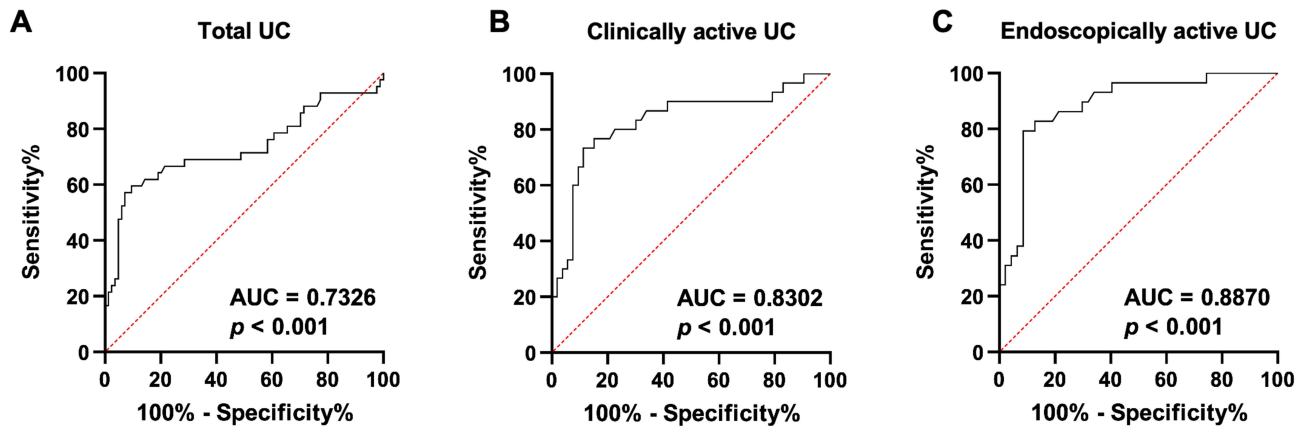 A
Total UC
Sensitivity%
100
80
60
40
20
0
AUC = 0.7326
p < 0.001
0 20 40 60 80 100
100% - Specificity%
B
Clinically active UC
Sensitivity%
100
80
60
40
20
0
AUC = 0.8302
p < 0.001
0 20 40 60 80 100
100% - Specificity%
C
Endoscopically active UC
Sensitivity%
100
80
60
40
20
0
AUC = 0.8870
p < 0.001
0 20 40 60 80 100
100% - Specificity%